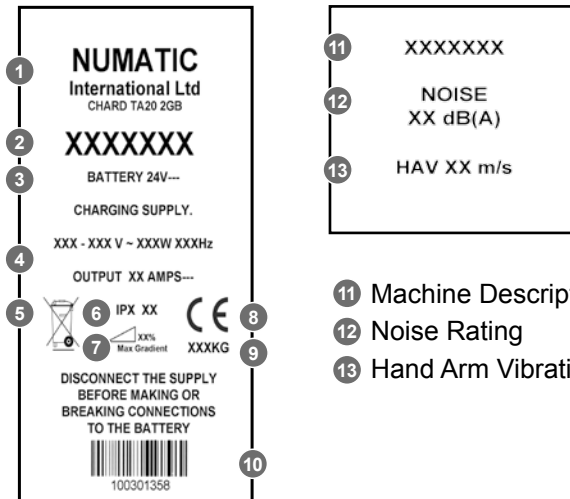 1
NUMATIC
International Ltd
CHARD TA20 2GB
2
XXXXXXX
3
BATTERY 24V---
CHARGING SUPPLY.
XXX - XXX V ~ XXXW XXXHz
4
OUTPUT XX AMPS---
5
6
IPX XX
CE
8
7
XX%
Max Gradient
XXXKG
9
DISCONNECT THE SUPPLY
BEFORE MAKING OR
BREAKING CONNECTIONS
TO THE BATTERY
10
100301358
11
XXXXXXX
12
NOISE
XX dB(A)
13
HAV XX m/s
11 Machine Descript
12 Noise Rating
13 Hand Arm Vibrati